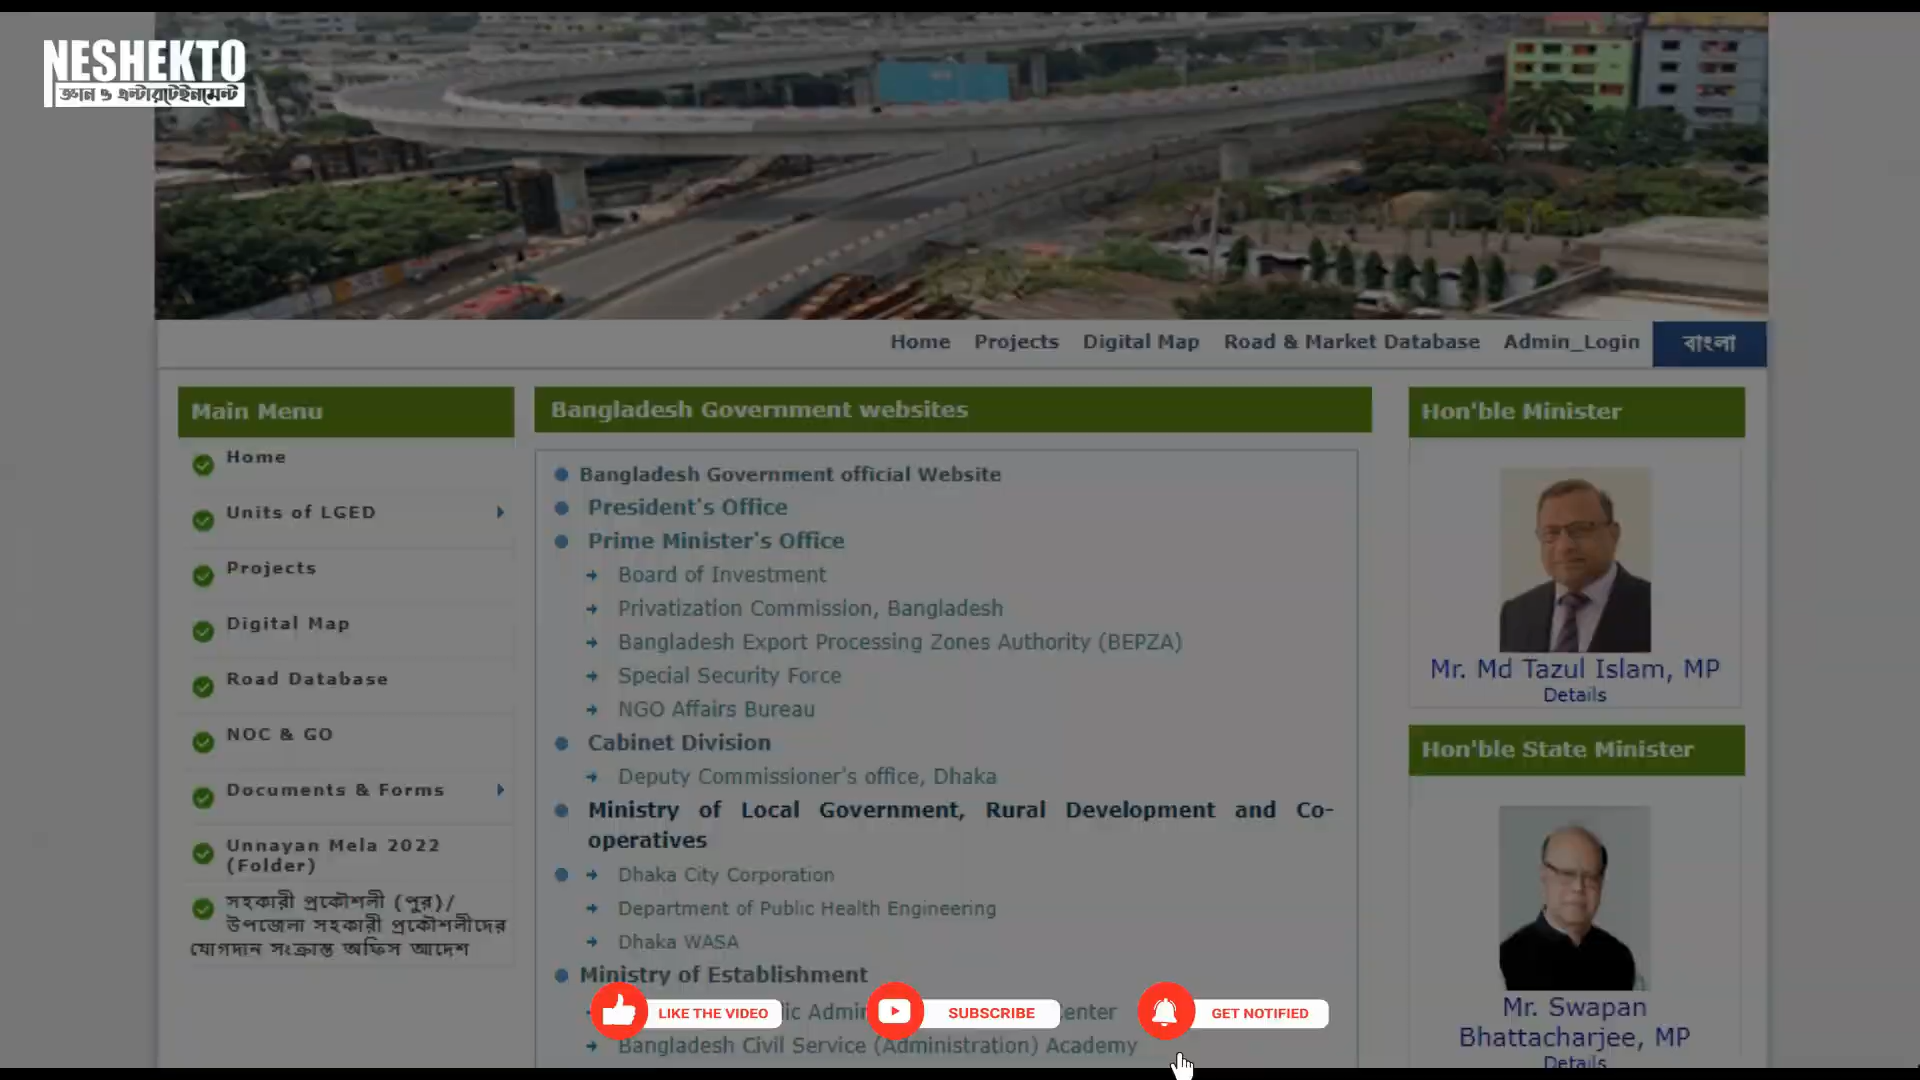 NESHEKTO
জ্ঞান ও এন্টারটেইনমেন্ট
Home Projects Digital Map Road & Market Database Admin_Login বাংলা
Main Menu
Home
Units of LGED
Projects
Digital Map
Road Database
NOC & GO
Documents & Forms
Unnayan Mela 2022
(Folder)
সহকারী প্রকৌশলী (পুর)/
উপজেলা সহকারী প্রকৌশলীদের
যোগদান সংক্রান্ত অফিস আদেশ
Bangladesh Government websites
Bangladesh Government official Website
President's Office
Prime Minister's Office
Board of Investment
Privatization Commission, Bangladesh
Bangladesh Export Processing Zones Authority (BEPZA)
Special Security Force
NGO Affairs Bureau
Cabinet Division
Deputy Commissioner's office, Dhaka
Ministry of Local Government, Rural Development and Co-
operatives
Dhaka City Corporation
Department of Public Health Engineering
Dhaka WASA
Ministry of Establishment
Bangladesh Civil Service (Administration) Academy
Hon'ble Minister
Mr. Md Tazul Islam, MP
Details
Hon'ble State Minister
Mr. Swapan
Bhattacharjee, MP
Details
LIKE THE VIDEO SUBSCRIBE GET NOTIFIED